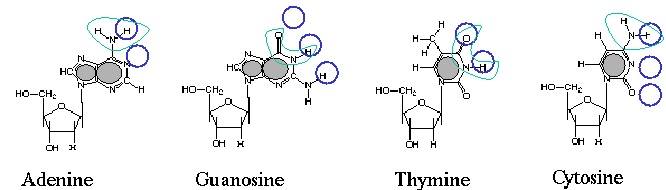 H H
N
N N
HC
N N H
HO CH₂
O
OH H
Adenine
O
N H
HC
N N N H
H
HO CH₂
O
OH H
Guanosine
H
H C O
H
N H
N O
HO CH₂
O
OH H
Thymine
H H
N
N
N O
HO CH₂
O
OH
Cytosine